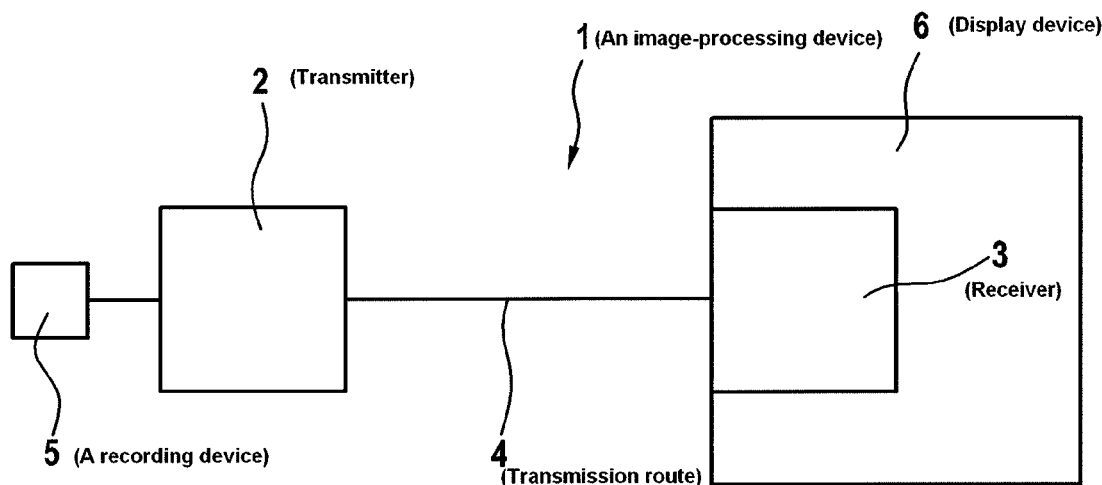 6 (Display device)
1 (An image-processing device)
2 (Transmitter)
3
(Receiver)
5 (A recording device)
4
(Transmission route)